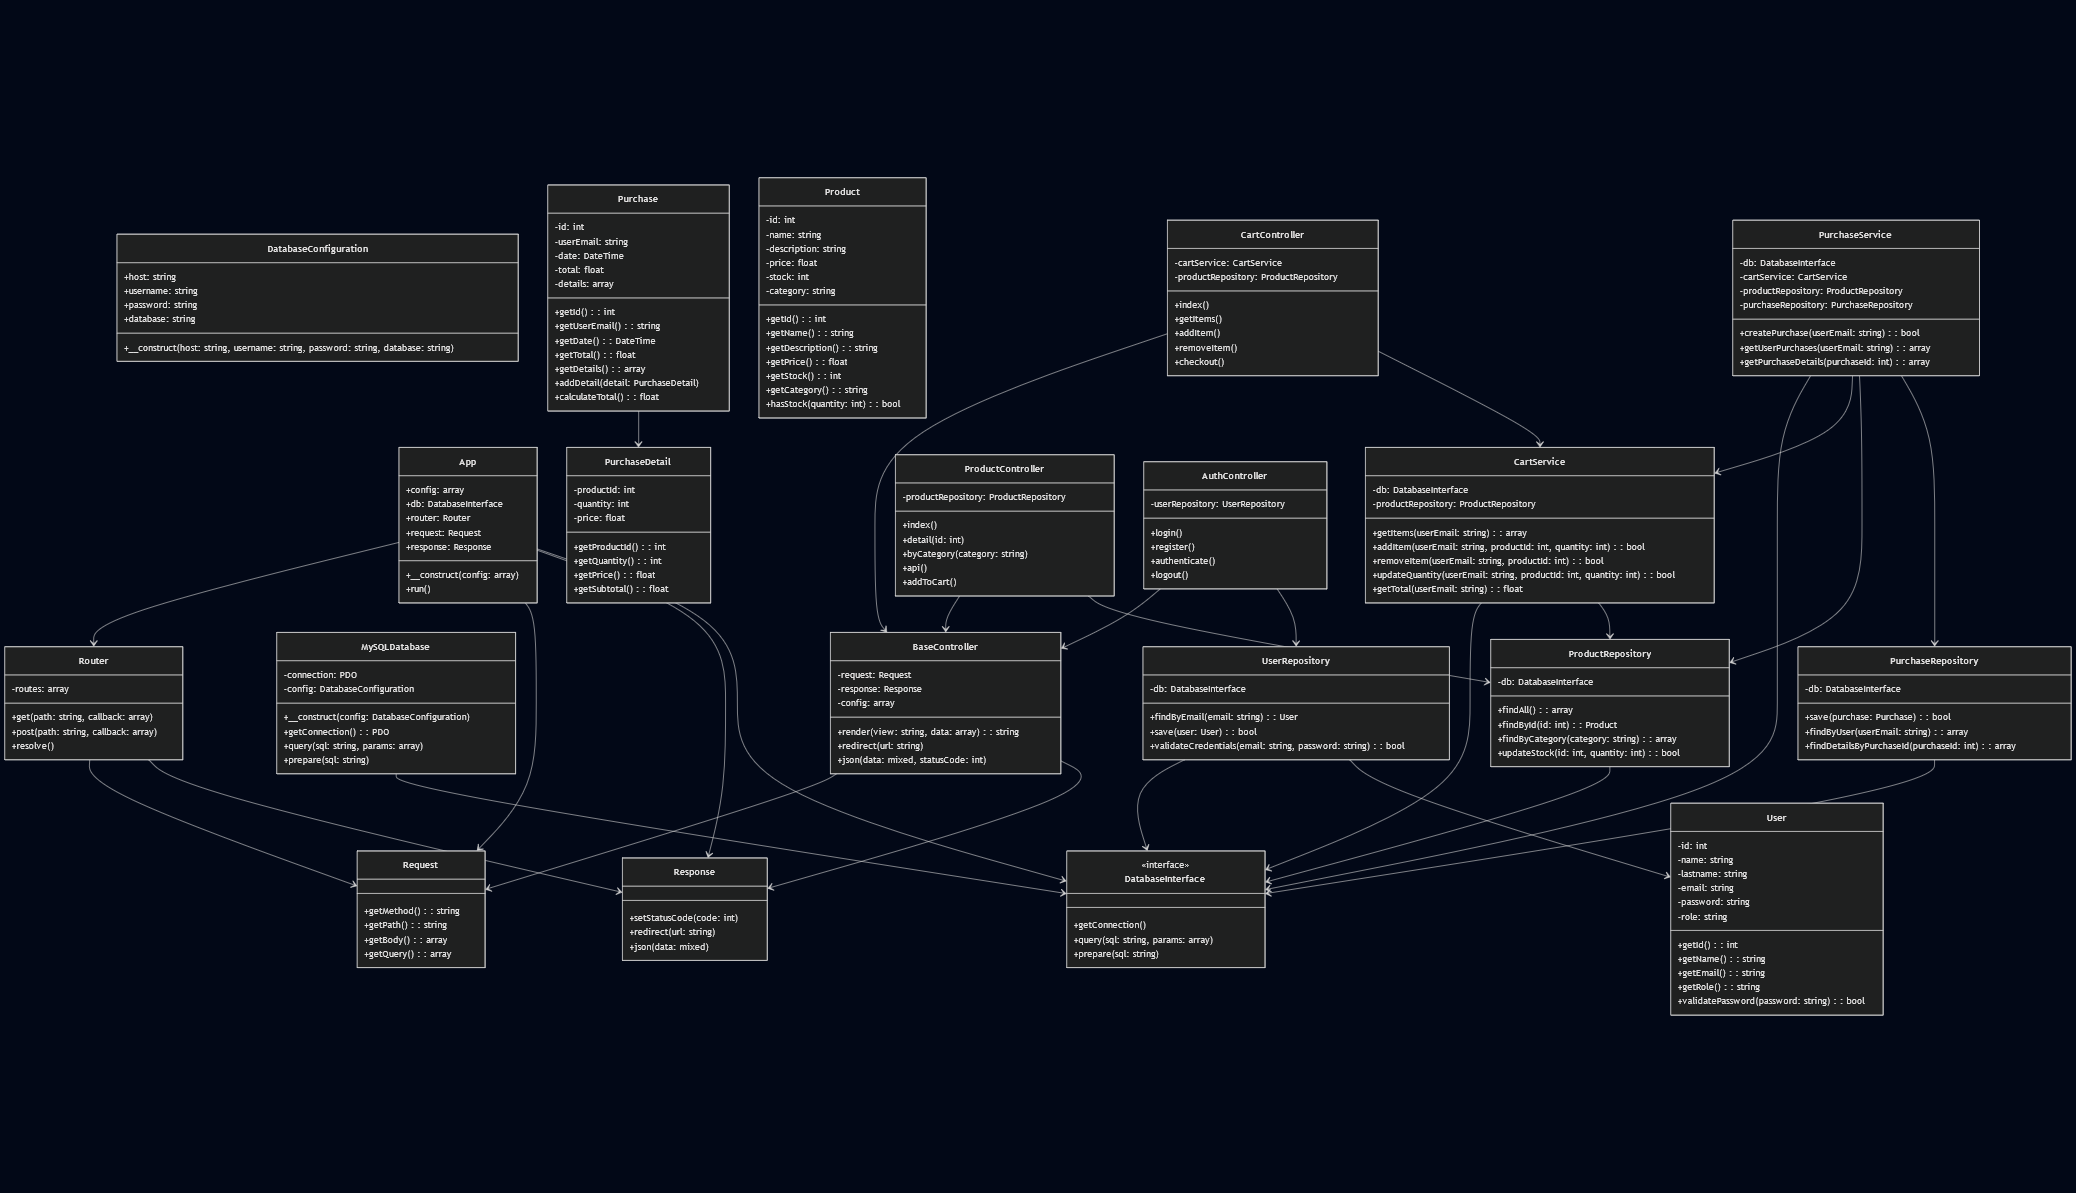 DatabaseConfiguration
+host: string
+username: string
+password: string
+database: string
+__construct(host: string, username: string, password: string, database: string)
Purchase
-id: int
-userEmail: string
-date: DateTime
-total: float
-details: array
+getId() : : int
+getUserEmail() : : string
+getDate() : : DateTime
+getTotal() : : float
+getDetails() : : array
+addDetail(detail: PurchaseDetail)
+calculateTotal() : : float
Product
-id: int
-name: string
-description: string
-price: float
-stock: int
-category: string
+getId() : : int
+getName() : : string
+getDescription() : : string
+getPrice() : : float
+getStock() : : int
+getCategory() : : string
+hasStock(quantity: int) : : bool
CartController
-cartService: CartService
-productRepository: ProductRepository
+index()
+getItems()
+addItem()
+removeItem()
+checkout()
PurchaseService
-db: DatabaseInterface
-cartService: CartService
-productRepository: ProductRepository
-purchaseRepository: PurchaseRepository
+createPurchase(userEmail: string) : : bool
+getUserPurchases(userEmail: string) : : array
+getPurchaseDetails(purchaseId: int) : : array
App
+config: array
+db: DatabaseInterface
+router: Router
+request: Request
+response: Response
+__construct(config: array)
+run()
PurchaseDetail
-productId: int
-quantity: int
-price: float
+getProductId() : : int
+getQuantity() : : int
+getPrice() : : float
+getSubtotal() : : float
ProductController
-productRepository: ProductRepository
+index()
+detail(id: int)
+byCategory(category: string)
+api()
+addToCart()
AuthController
-userRepository: UserRepository
+login()
+register()
+authenticate()
+logout()
CartService
-db: DatabaseInterface
-productRepository: ProductRepository
+getItems(userEmail: string) : : array
+addItem(userEmail: string, productId: int, quantity: int) : : bool
+removeItem(userEmail: string, productId: int) : : bool
+updateQuantity(userEmail: string, productId: int, quantity: int) : : bool
+getTotal(userEmail: string) : : float
Router
-routes: array
+get(path: string, callback: array)
+post(path: string, callback: array)
+resolve()
MySQLDatabase
-connection: PDO
-config: DatabaseConfiguration
+__construct(config: DatabaseConfiguration)
+getConnection() : : PDO
+query(sql: string, params: array)
+prepare(sql: string)
BaseController
-request: Request
-response: Response
-config: array
+render(view: string, data: array) : : string
+redirect(url: string)
+json(data: mixed, statusCode: int)
UserRepository
-db: DatabaseInterface
+findByEmail(email: string) : : User
+save(user: User) : : bool
+validateCredentials(email: string, password: string) : : bool
ProductRepository
-db: DatabaseInterface
+findAll() : : array
+findById(id: int) : : Product
+findByCategory(category: string) : : array
+updateStock(id: int, quantity: int) : : bool
PurchaseRepository
-db: DatabaseInterface
+save(purchase: Purchase) : : bool
+findByUser(userEmail: string) : : array
+findDetailsByPurchaseId(purchaseId: int) : : array
Request
+getMethod() : : string
+getPath() : : string
+getBody() : : array
+getQuery() : : array
Response
+setStatusCode(code: int)
+redirect(url: string)
+json(data: mixed)
«interface»
DatabaseInterface
+getConnection()
+query(sql: string, params: array)
+prepare(sql: string)
User
-id: int
-name: string
-lastname: string
-email: string
-password: string
-role: string
+getId() : : int
+getName() : : string
+getEmail() : : string
+getRole() : : string
+validatePassword(password: string) : : bool